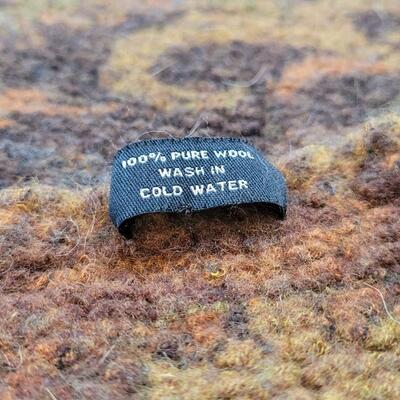 100% PURE WOOL
WASH IN
COLD WATER